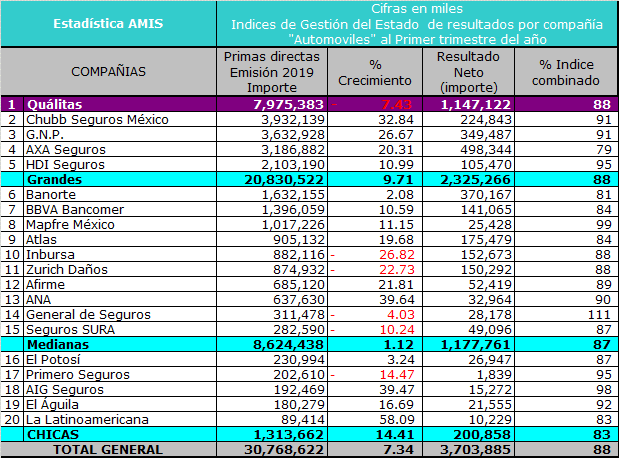 Estadística AMIS
Cifras en miles
Indices de Gestión del Estado de resultados por compañía
"Automoviles" al Primer trimestre del año
COMPAÑIAS
Primas directas
Emisión 2019
Importe
%
Crecimiento
Resultado
Neto
(importe)
% Indice
combinado
1 Quálitas 7,975,383 - 7.43 1,147,122 88
2 Chubb Seguros México 3,932,139 32.84 224,843 91
3 G.N.P. 3,632,928 26.67 349,487 91
4 AXA Seguros 3,186,882 20.31 498,344 79
5 HDI Seguros 2,103,190 10.99 105,470 95
Grandes 20,830,522 9.71 2,325,266 88
6 Banorte 1,632,155 2.08 370,167 81
7 BBVA Bancomer 1,396,059 10.59 141,065 84
8 Mapfre México 1,017,226 11.15 25,428 99
9 Atlas 905,132 19.68 175,479 84
10 Inbursa 882,116 - 26.82 152,673 88
11 Zurich Daños 874,932 - 22.73 150,292 88
12 Afirme 685,120 21.81 52,419 89
13 ANA 637,630 39.64 32,964 90
14 General de Seguros 311,478 - 4.03 28,178 111
15 Seguros SURA 282,590 - 10.24 49,096 87
Medianas 8,624,438 1.12 1,177,761 87
16 El Potosí 230,994 3.24 26,947 87
17 Primero Seguros 202,610 - 14.47 1,839 95
18 AIG Seguros 192,469 39.47 15,272 98
19 El Águila 180,279 16.69 21,555 92
20 La Latinoamericana 89,414 58.09 10,229 83
CHICAS 1,313,662 14.41 200,858 83
TOTAL GENERAL 30,768,622 7.34 3,703,885 88